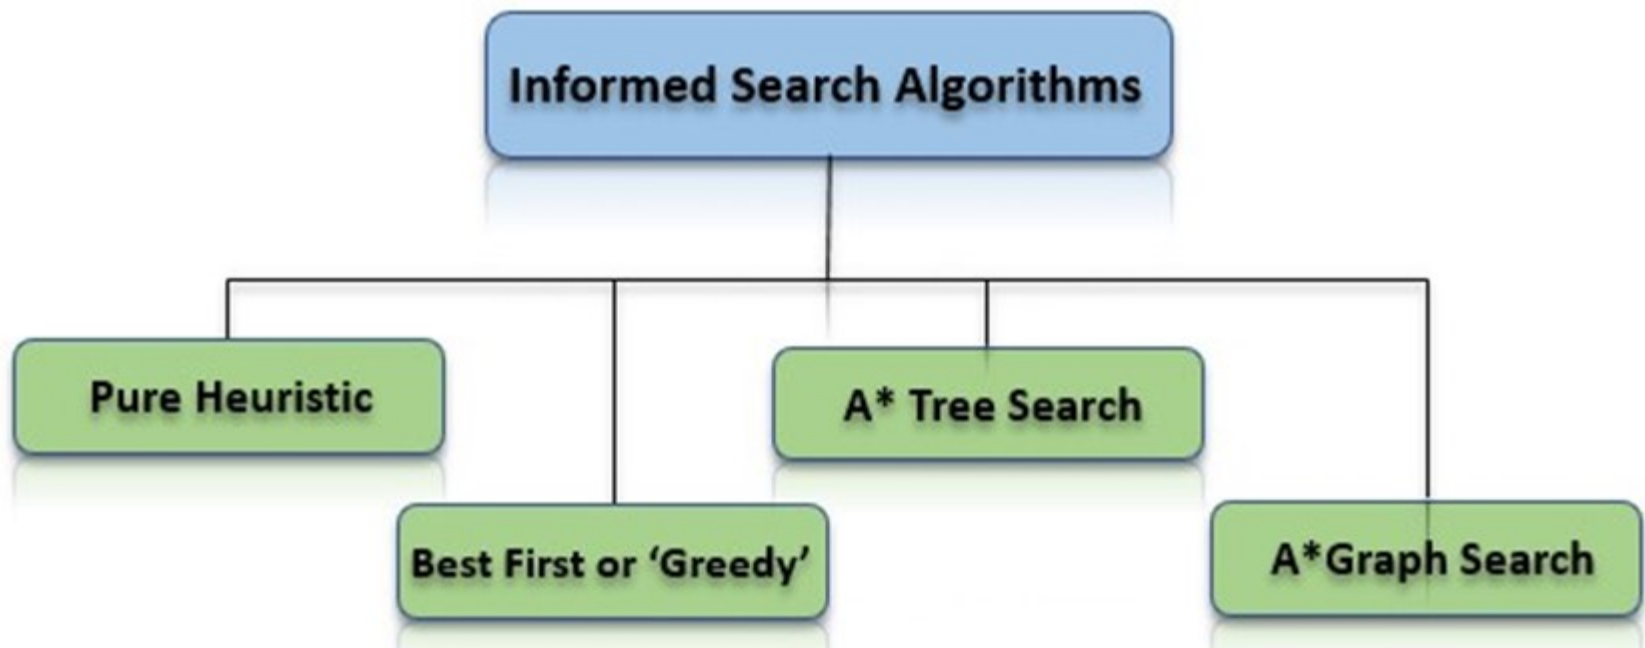 Informed Search Algorithms
Pure Heuristic
A* Tree Search
Best First or ‘Greedy’
A*Graph Search